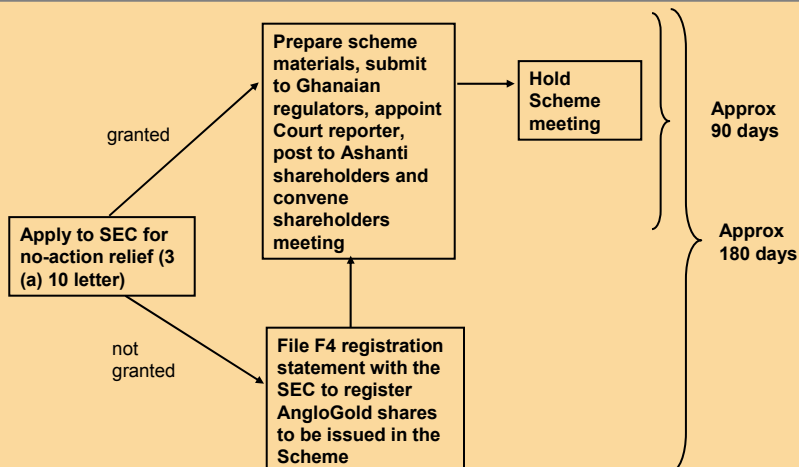 Prepare scheme
materials, submit
to Ghanaian
regulators, appoint
Court reporter,
post to Ashanti
shareholders and
convene
shareholders
meeting
Hold
Scheme
meeting
Approx
90 days
granted
Apply to SEC for
no-action relief (3
(a) 10 letter)
Approx
180 days
not
granted
File F4 registration
statement with the
SEC to register
AngloGold shares
to be issued in the
Scheme